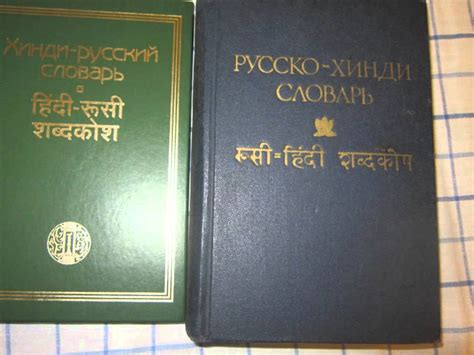 Хинди-русский
словарь
हिंदी-रूसी
शब्दकोश
РУССКО-ХИНДИ
СЛОВАРЬ
रूसी-हिंदी शब्दकोष